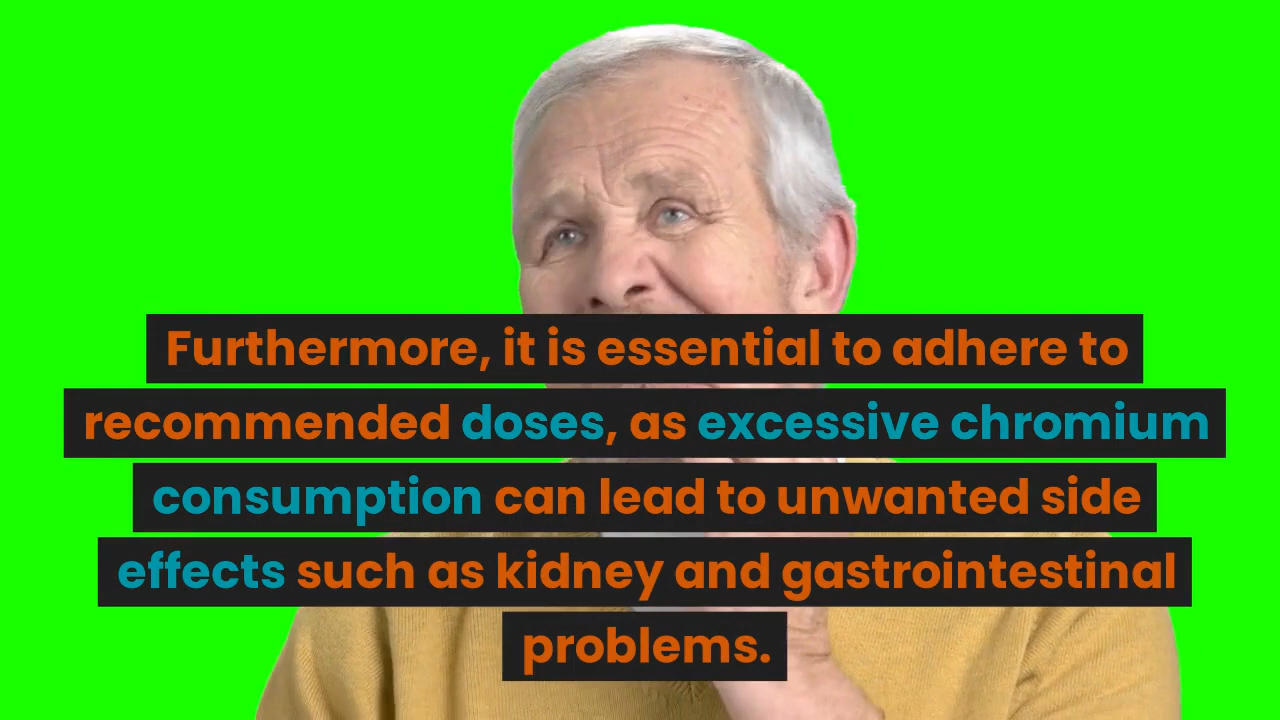 Furthermore, it is essential to adhere to
recommended doses, as excessive chromium
consumption can lead to unwanted side
effects such as kidney and gastrointestinal
problems.